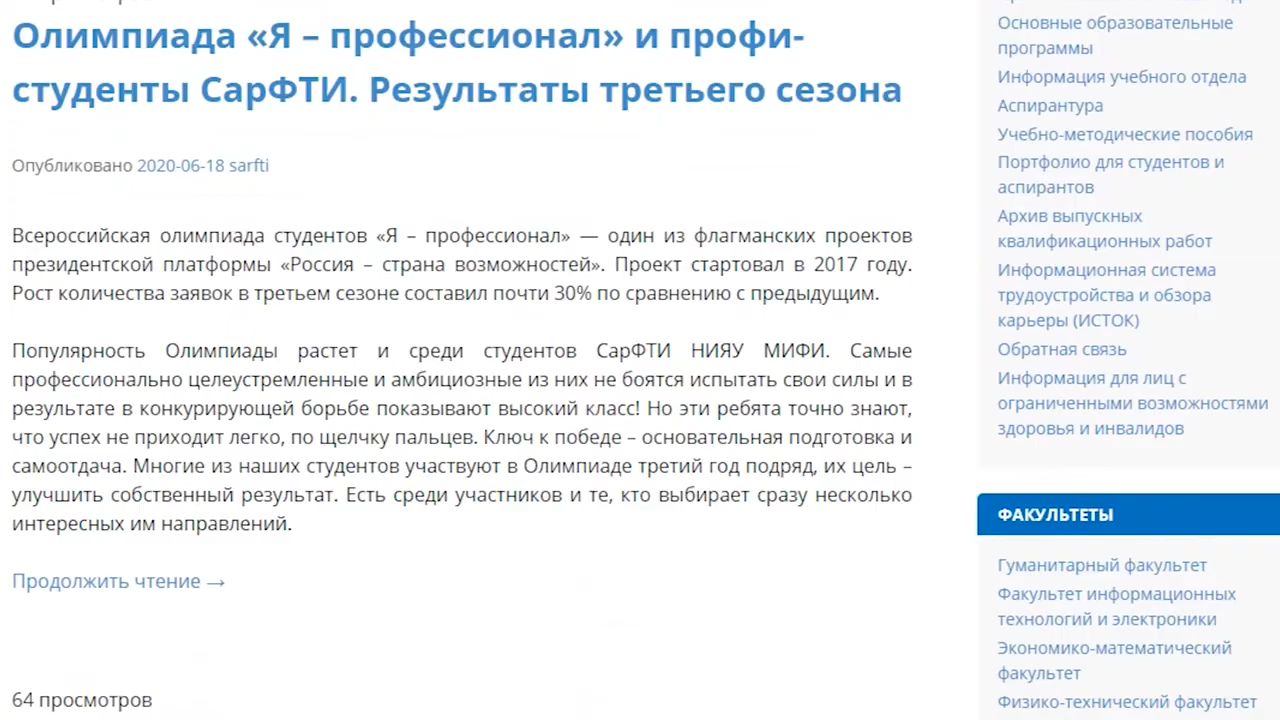 Олимпиада «Я – профессионал» и профи-
студенты СарФТИ. Результаты третьего сезона
Опубликовано 2020-06-18 sarfti
Всероссийская олимпиада студентов «Я – профессионал» — один из флагманских проектов
президентской платформы «Россия – страна возможностей». Проект стартовал в 2017 году.
Рост количества заявок в третьем сезоне составил почти 30% по сравнению с предыдущим.
Популярность Олимпиады растет и среди студентов СарФТИ НИЯУ МИФИ. Самые
профессионально целеустремленные и амбициозные из них не боятся испытать свои силы и в
результате в конкурирующей борьбе показывают высокий класс! Но эти ребята точно знают,
что успех не приходит легко, по щелчку пальцев. Ключ к победе – основательная подготовка и
самоотдача. Многие из наших студентов участвуют в Олимпиаде третий год подряд, их цель –
улучшить собственный результат. Есть среди участников и те, кто выбирает сразу несколько
интересных им направлений.
Продолжить чтение →
64 просмотров
Основные образовательные
программы
Информация учебного отдела
Аспирантура
Учебно-методические пособия
Портфолио для студентов и
аспирантов
Архив выпускных
квалификационных работ
Информационная система
трудоустройства и обзора
карьеры (ИСТОК)
Обратная связь
Информация для лиц с
ограниченными возможностями
здоровья и инвалидов
ФАКУЛЬТЕТЫ
Гуманитарный факультет
Факультет информационных
технологий и электроники
Экономико-математический
факультет
Физико-технический факультет